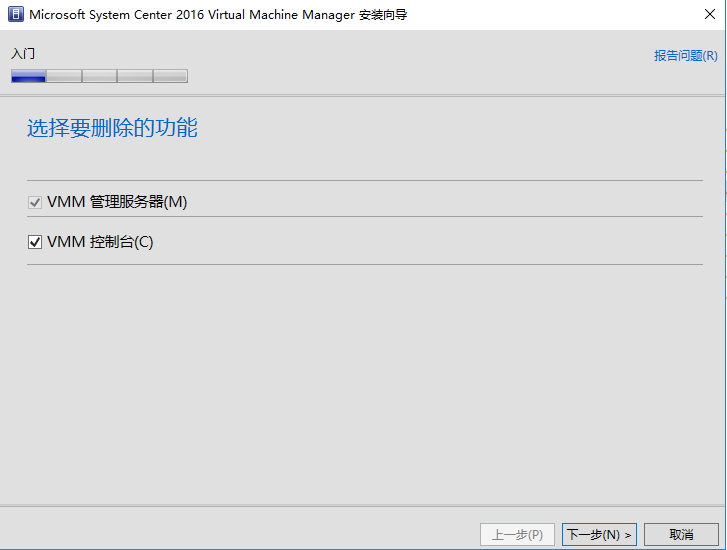 Microsoft System Center 2016 Virtual Machine Manager 安装向导
入门
报告问题(R)
选择要删除的功能
VMM 管理服务器(M)
VMM 控制台(C)
上一步(P) 下一步(N) > 取消